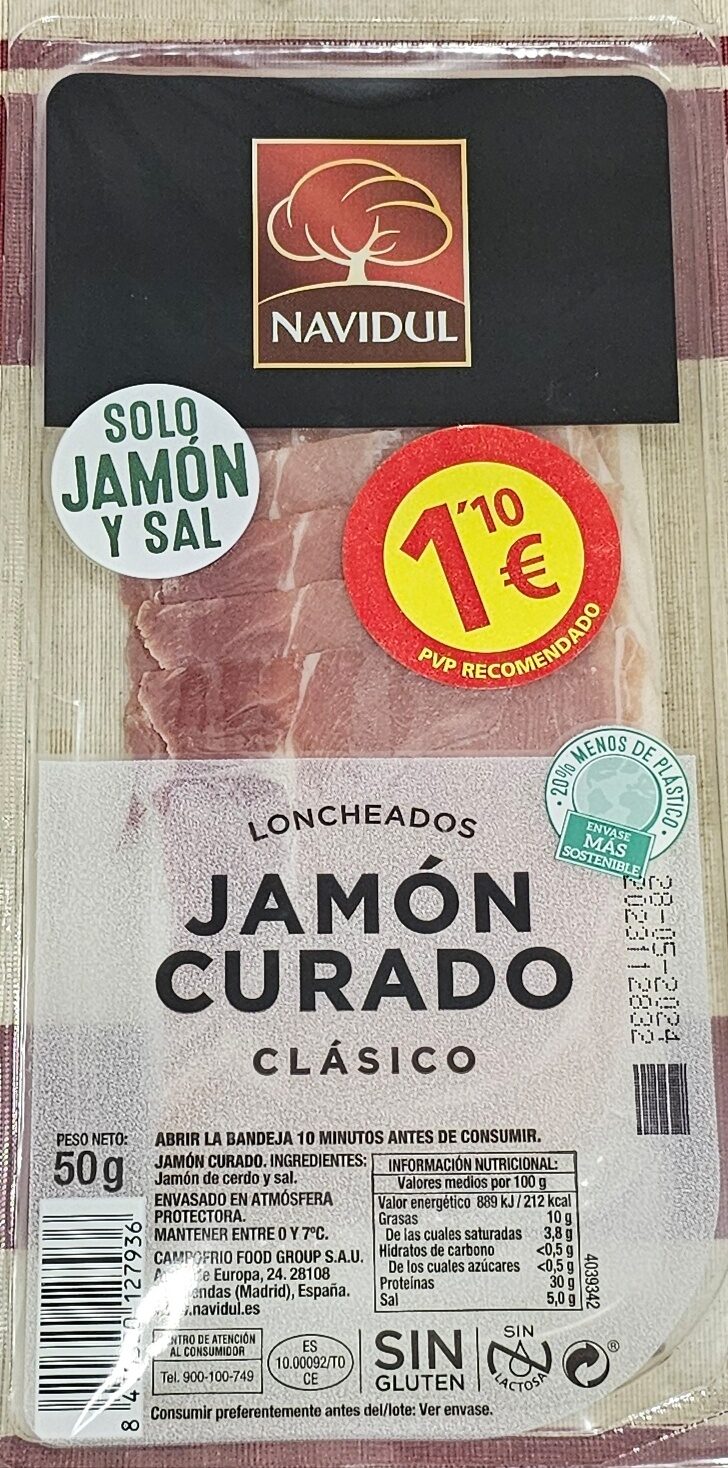 NAVIDUL
SOLO
JAMÓN
Y SAL
1'10
€
PVP RECOMENDADO
20% MENOS DE PLÁSTICO
ENVASE
MÁS
SOSTENIBLE
LONCHEADOS
JAMÓN
CURADO
CLÁSICO
28-05-2024
PESO NETO:
50 g
ABRIR LA BANDEJA 10 MINUTOS ANTES DE CONSUMIR.
JAMÓN CURADO. INGREDIENTES:
Jamón de cerdo y sal.
ENVASADO EN ATMÓSFERA
PROTECTORA.
MANTENER ENTRE 0 Y 7ºC.
CAMPOFRIO FOOD GROUP S.A.U.
Europa, 24. 28108
(Madrid), España.
.navidul.es
INFORMACIÓN NUTRICIONAL:
Valores medios por 100 g
Valor energético 889 kJ / 212 kcal
Grasas 10 g
De las cuales saturadas 3,8 g
Hidratos de carbono <0,5 g
De los cuales azúcares <0,5 g
Proteínas 30 g
Sal 5,0 g
4039342
DE ATENCIÓN
AL CONSUMIDOR
Tel. 900-100-749
ES
10.00092/TO
CE
SIN
GLUTEN
SIN
LACTOSA
®
127936
Consumir preferentemente antes del/lote: Ver envase.